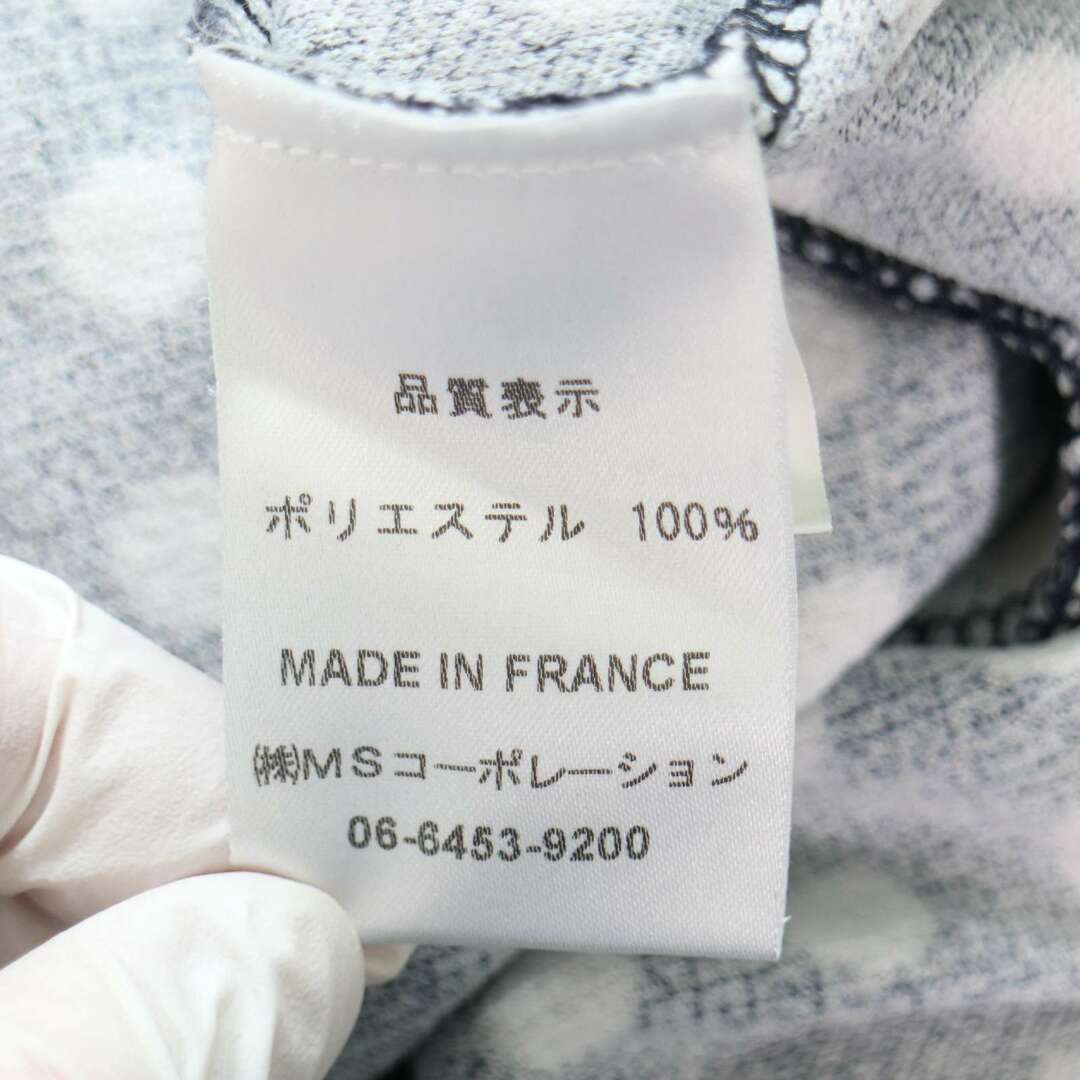 品質表示
ポリエステル 100%
MADE IN FRANCE
㈱MSコーポレーション
06-6453-9200